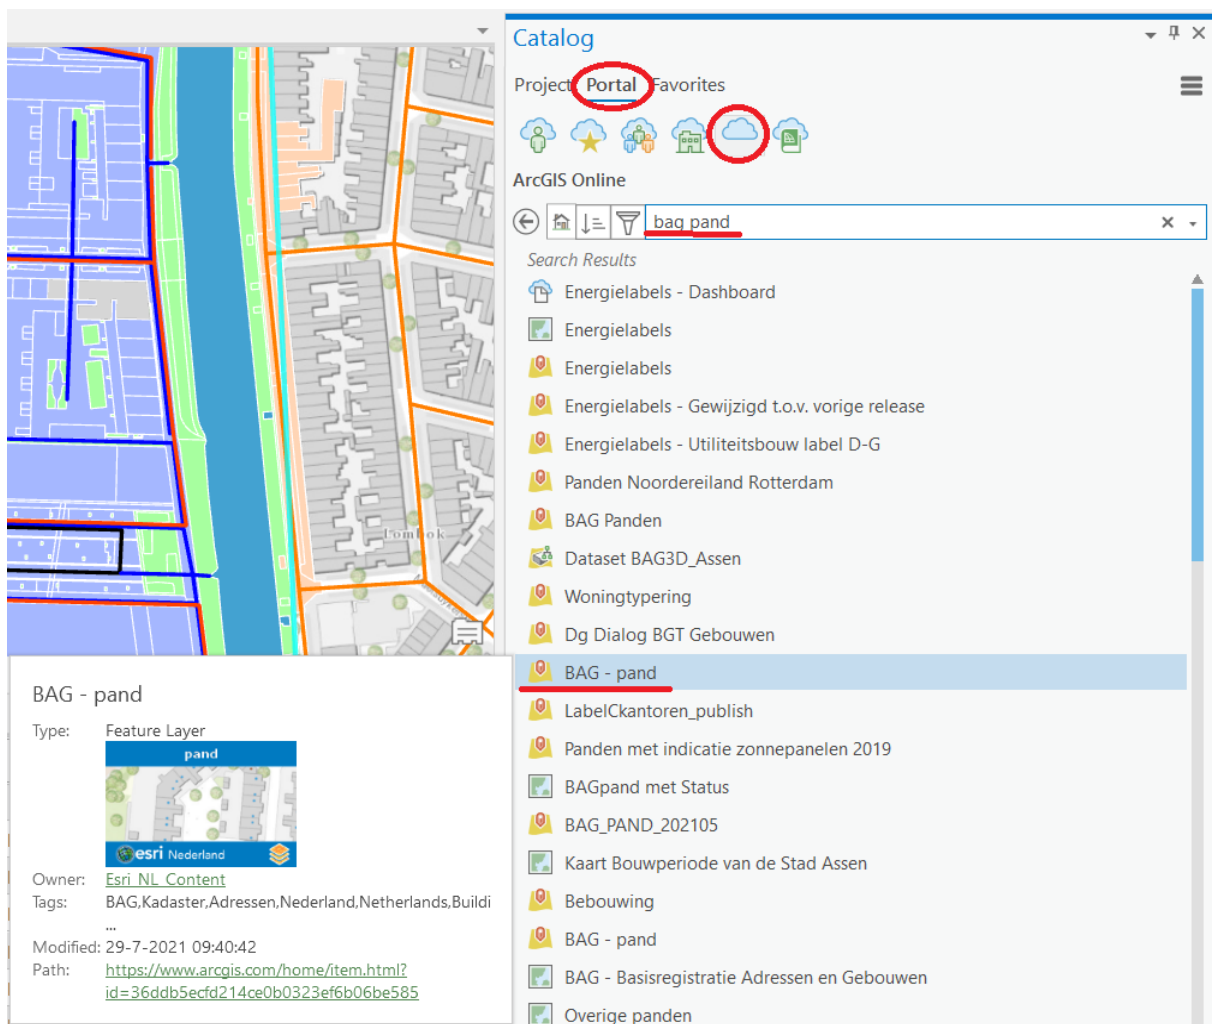 Catalog
Project Portal Favorites
ArcGIS Online
bag pand
Search Results
Energielabels - Dashboard
Energielabels
Energielabels
Energielabels - Gewijzigd t.o.v. vorige release
Energielabels - Utiliteitsbouw label D-G
Panden Noordereiland Rotterdam
BAG Panden
Dataset BAG3D_Assen
Woningtypering
Dg Dialog BGT Gebouwen
BAG - pand
LabelCkantoren_publish
Panden met indicatie zonnepanelen 2019
BAGpand met Status
BAG_PAND_202105
Kaart Bouwperiode van de Stad Assen
Bebouwing
BAG - pand
BAG - Basisregistratie Adressen en Gebouwen
Overige panden
Lombok
BAG - pand
Type: Feature Layer
pand
esri Nederland
Owner: Esri_NL_Content
Tags: BAG,Kadaster,Adressen,Nederland,Netherlands,Buildi
...
Modified: 29-7-2021 09:40:42
Path: https://www.arcgis.com/home/item.html?
id=36ddb5ecfd214ce0b0323ef6b06be585